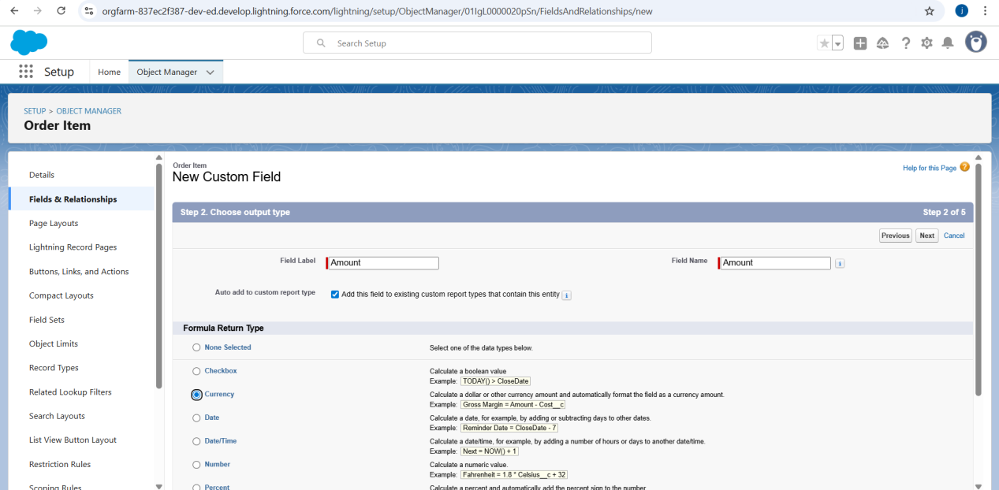 orgfarm-837ec2f387-dev-ed.develop.lightning.force.com/lightning/setup/ObjectManager/01IgL0000020pSn/FieldsAndRelationships/new
j
Search Setup
Setup
Home
Object Manager
SETUP > OBJECT MANAGER
Order Item
Details
Fields & Relationships
Page Layouts
Lightning Record Pages
Buttons, Links, and Actions
Compact Layouts
Field Sets
Object Limits
Record Types
Related Lookup Filters
Search Layouts
List View Button Layout
Restriction Rules
Scoping Rules
Order Item
New Custom Field
Help for this Page ?
Step 2. Choose output type Step 2 of 5
Previous Next Cancel
Field Label Amount Field Name Amount i
Auto add to custom report type Add this field to existing custom report types that contain this entity i
Formula Return Type
None Selected Select one of the data types below.
Checkbox Calculate a boolean value
Example: TODAY() > CloseDate
Currency Calculate a dollar or other currency amount and automatically format the field as a currency amount.
Example: Gross Margin = Amount - Cost__c
Date Calculate a date, for example, by adding or subtracting days to other dates.
Example: Reminder Date = CloseDate - 7
Date/Time Calculate a date/time, for example, by adding a number of hours or days to another date/time.
Example: Next = NOW() + 1
Number Calculate a numeric value.
Example: Fahrenheit = 1.8 * Celsius__c + 32
Percent Calculate a percent and automatically add the percent sign to the number